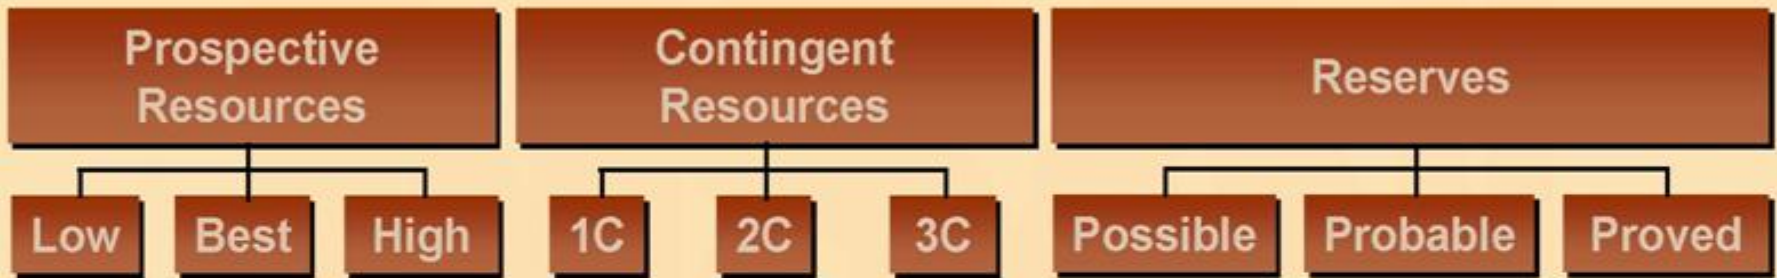 Prospective
Resources
Contingent
Resources
Reserves
Low
Best
High
1C
2C
3C
Possible
Probable
Proved